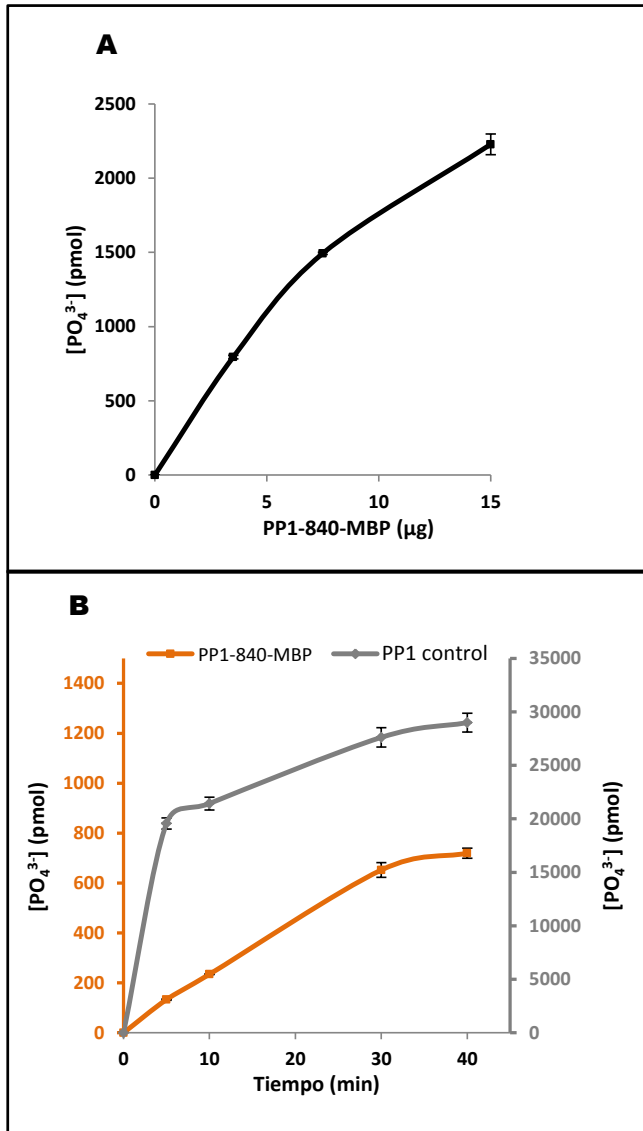 A
2500
2000
1500
1000
500
0
[PO₄³⁻] (pmol)
0 5 10 15
PP1-840-MBP (µg)
B
PP1-840-MBP PP1 control
1400
1200
1000
800
600
400
200
0
[PO₄³⁻] (pmol)
35000
30000
25000
20000
15000
10000
5000
0
[PO₄³⁻] (pmol)
0 10 20 30 40
Tiempo (min)